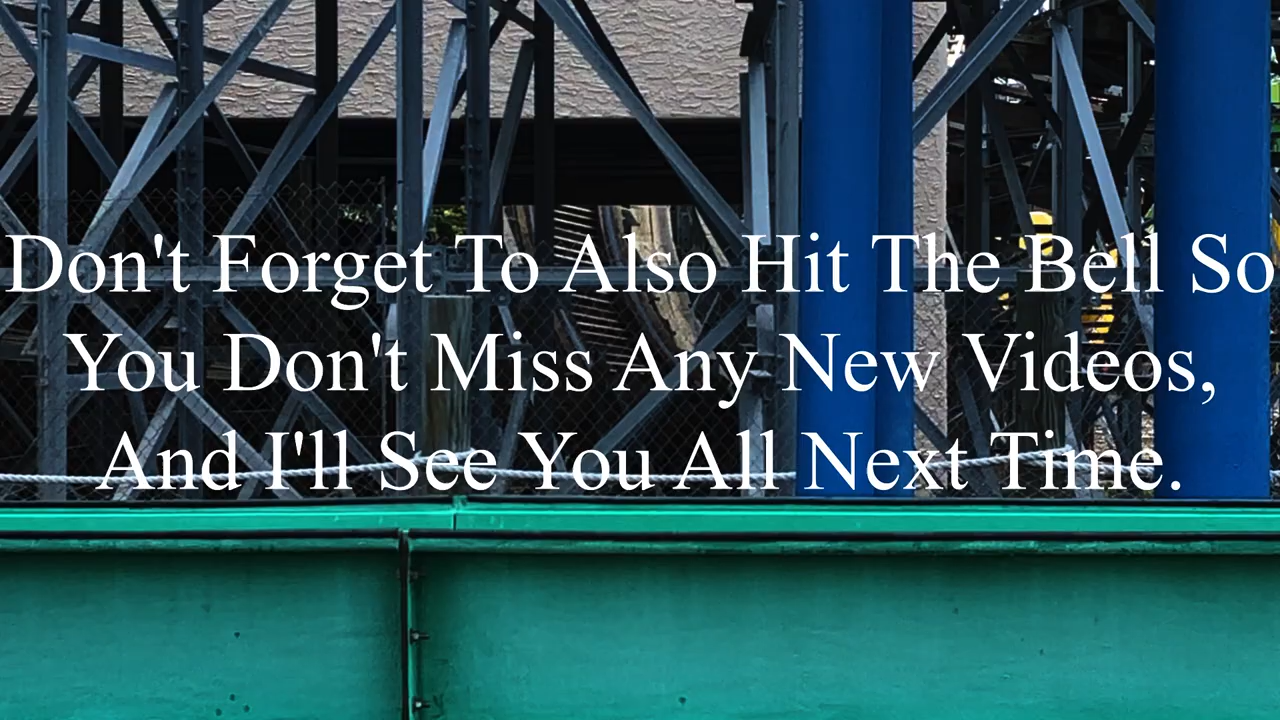 Don't Forget To Also Hit The Bell So
You Don't Miss Any New Videos,
And I'll See You All Next Time.